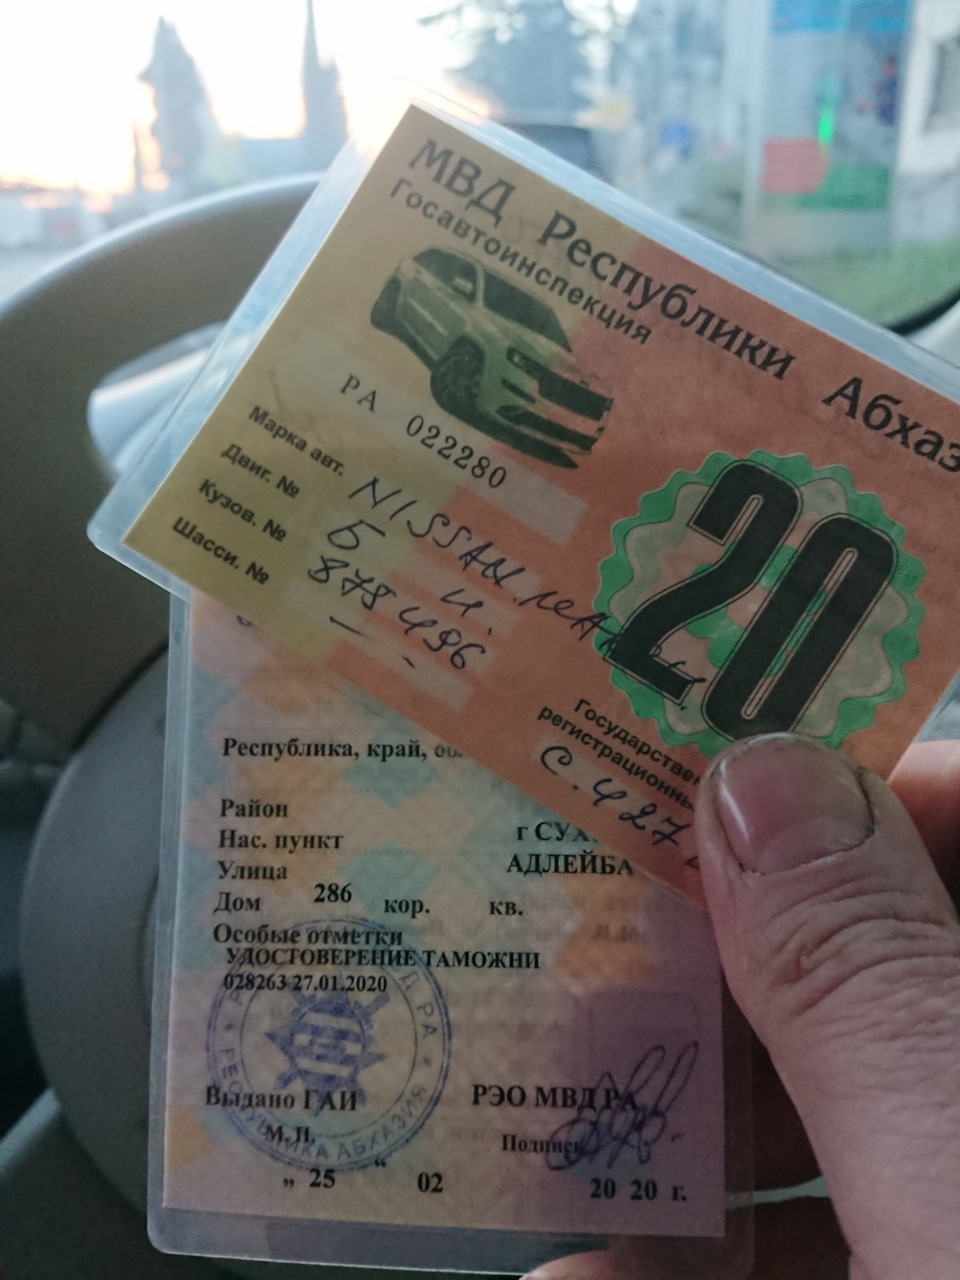 МВД Республики Абхаз
Госавтоинспекция
РА 022280
Марка авт. NISSAN
Двиг. № Б Н.
Кузов. № 878496
Шасси. № — -
20
Государствен
регистрационны
С. 427
Республика, край, об
Район
Нас. пункт г СУХ
Улица АДЛЕЙБА
Дом 286 кор. кв.
Особые отметки
УДОСТОВЕРЕНИЕ ТАМОЖНИ
028263 27.01.2020
Выдано ГАИ РЭО МВД РА
М.П. Подпись
„ 25 “ 02 20 20 г.
РЕСПУБЛИКА АБХАЗИЯ